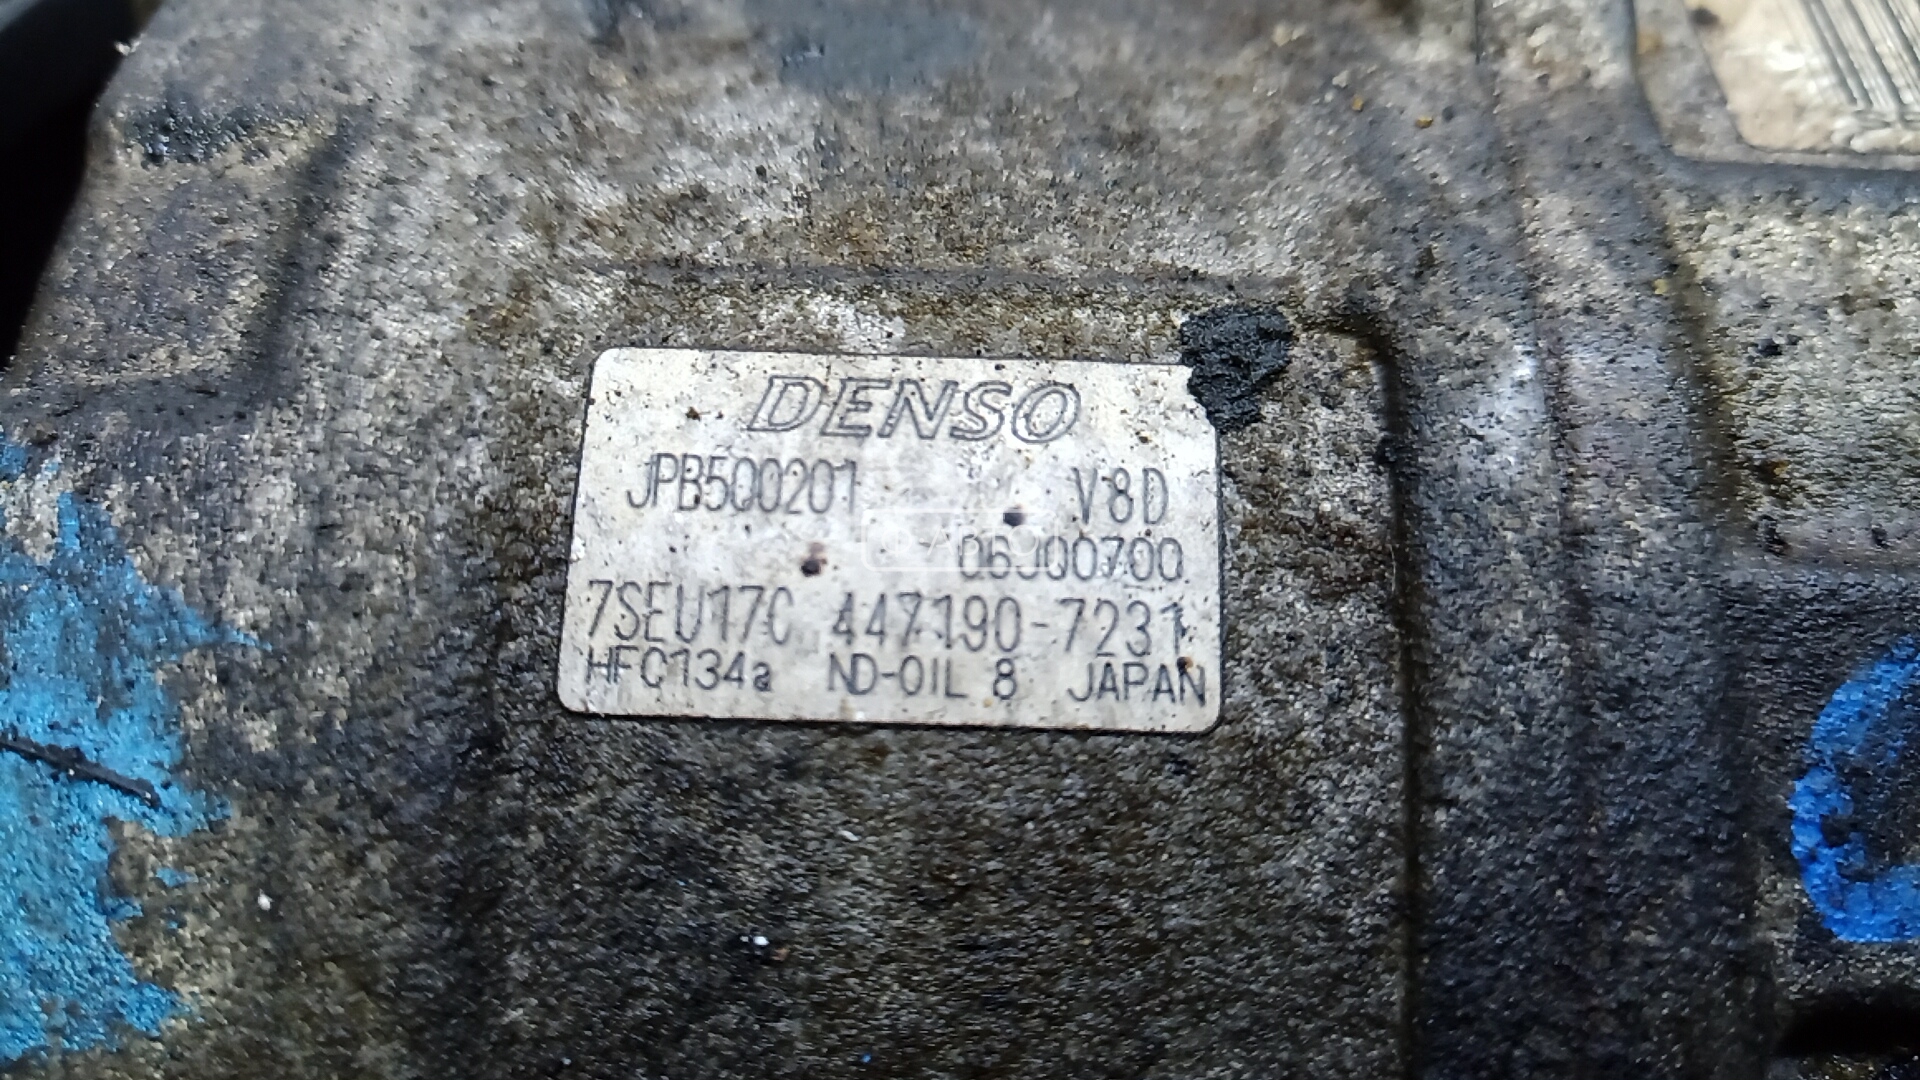 DENSO
JPB500201 V8D
06J00700
7SEU17C 447190-7231
HFC134a ND-OIL 8 JAPAN